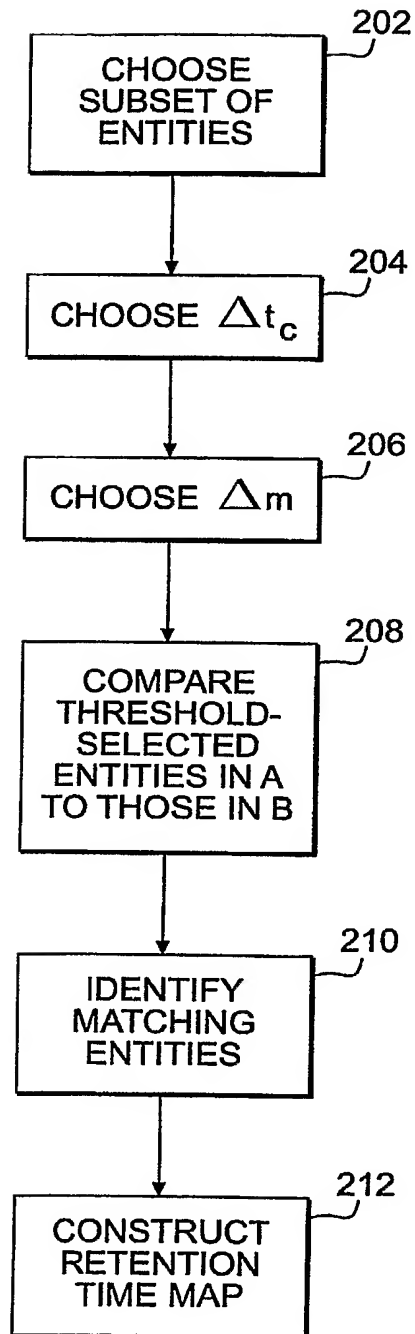 202
CHOOSE
SUBSET OF
ENTITIES
204
CHOOSE Δtc
206
CHOOSE Δm
208
COMPARE
THRESHOLD-
SELECTED
ENTITIES IN A
TO THOSE IN B
210
IDENTIFY
MATCHING
ENTITIES
212
CONSTRUCT
RETENTION
TIME MAP